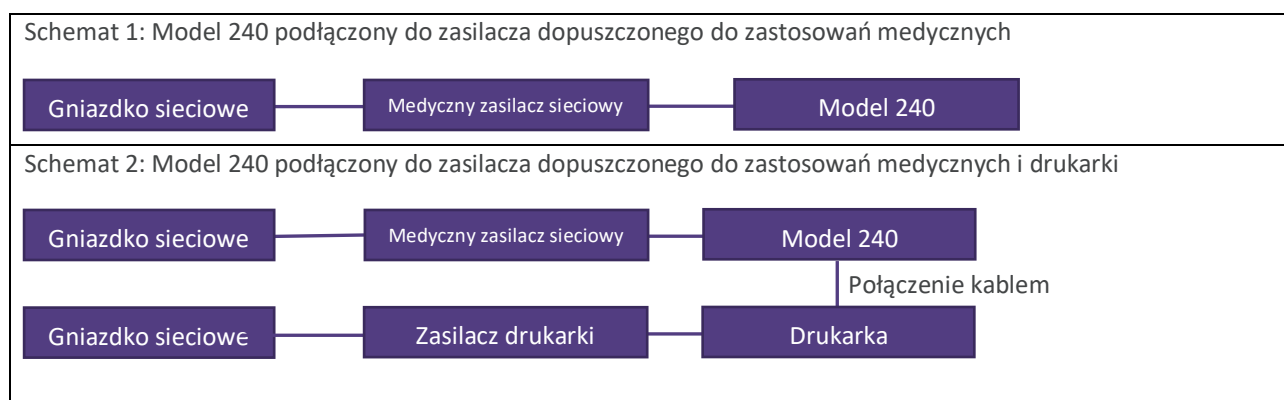 Schemat 1: Model 240 podłączony do zasilacza dopuszczonego do zastosowań medycznych
Gniazdko sieciowe Medyczny zasilacz sieciowy Model 240
Schemat 2: Model 240 podłączony do zasilacza dopuszczonego do zastosowań medycznych i drukarki
Gniazdko sieciowe Medyczny zasilacz sieciowy Model 240
Połączenie kablem
Gniazdko sieciowe Zasilacz drukarki Drukarka